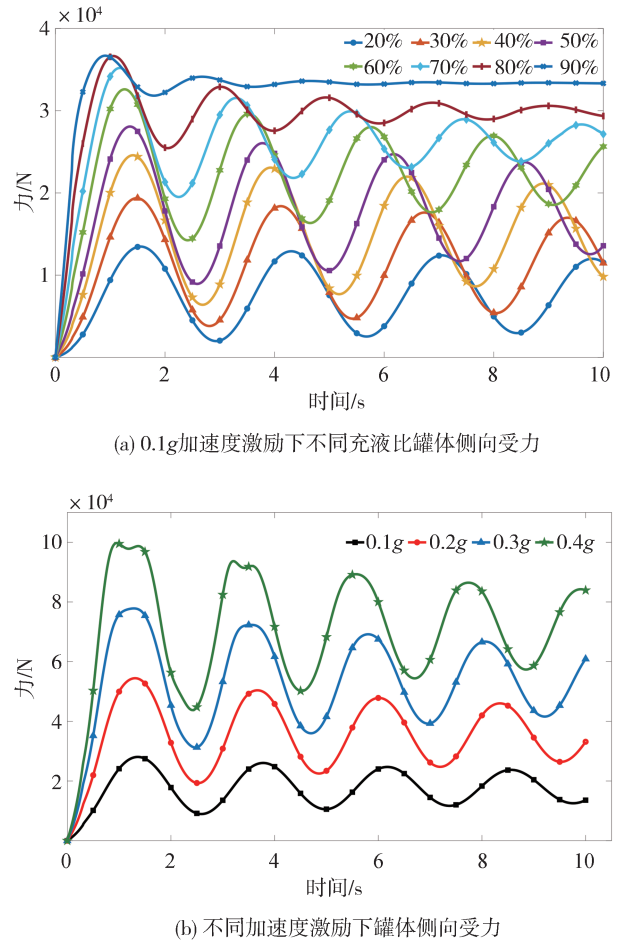 × 10⁴
4
20% 30% 40% 50%
60% 70% 80% 90%
3
2
1
力/N
0 2 4 6 8 10
时间/s
(a) 0.1g加速度激励下不同充液比罐体侧向受力
× 10⁴
10
0.1g 0.2g 0.3g 0.4g
8
6
4
2
力/N
0 2 4 6 8 10
时间/s
(b) 不同加速度激励下罐体侧向受力